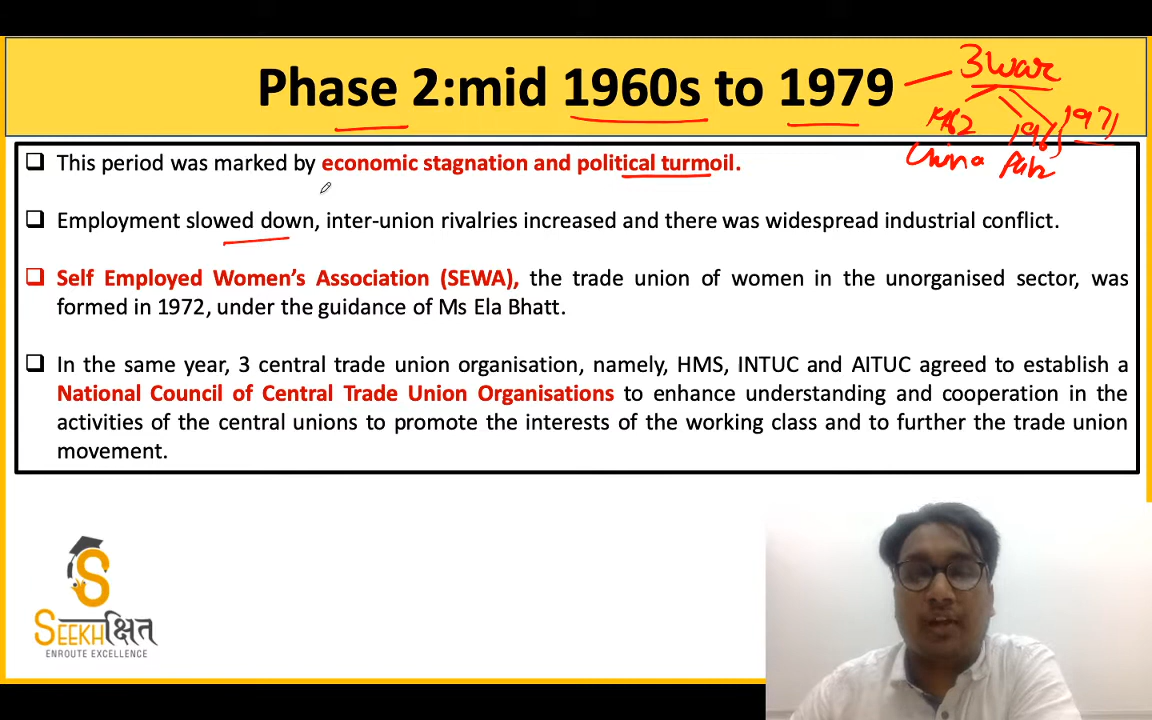 Phase 2:mid 1960s to 1979
3 war
1962
1965
1971
China
Pak
This period was marked by economic stagnation and political turmoil.
Employment slowed down, inter-union rivalries increased and there was widespread industrial conflict.
Self Employed Women’s Association (SEWA), the trade union of women in the unorganised sector, was
formed in 1972, under the guidance of Ms Ela Bhatt.
In the same year, 3 central trade union organisation, namely, HMS, INTUC and AITUC agreed to establish a
National Council of Central Trade Union Organisations to enhance understanding and cooperation in the
activities of the central unions to promote the interests of the working class and to further the trade union
movement.
SEEKHक्षित
ENROUTE EXCELLENCE